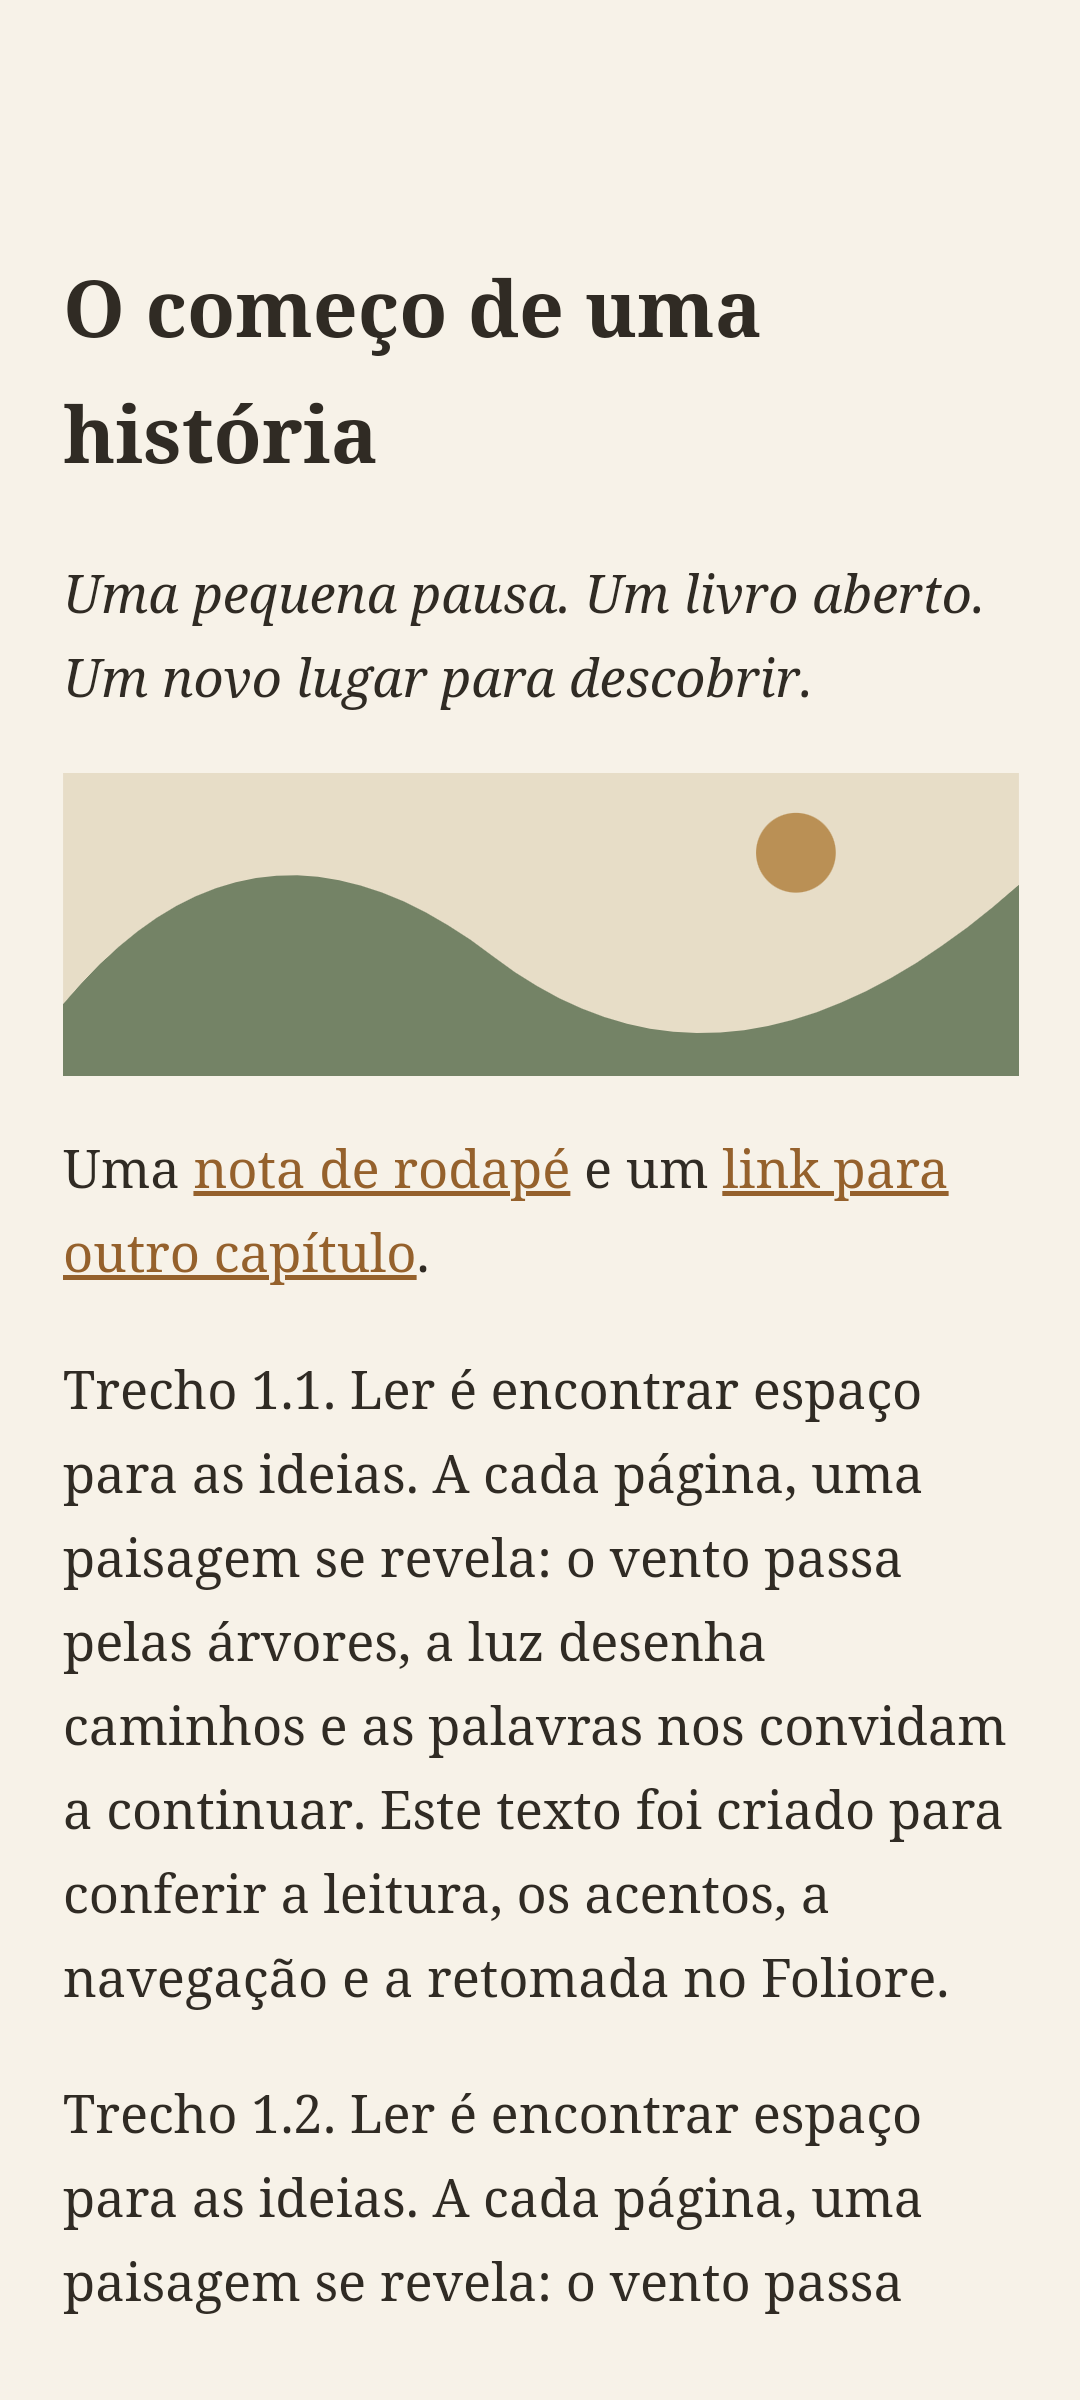 O começo de uma
história
Uma pequena pausa. Um livro aberto.
Um novo lugar para descobrir.
Uma nota de rodapé e um link para
outro capítulo.
Trecho 1.1. Ler é encontrar espaço
para as ideias. A cada página, uma
paisagem se revela: o vento passa
pelas árvores, a luz desenha
caminhos e as palavras nos convidam
a continuar. Este texto foi criado para
conferir a leitura, os acentos, a
navegação e a retomada no Foliore.
Trecho 1.2. Ler é encontrar espaço
para as ideias. A cada página, uma
paisagem se revela: o vento passa